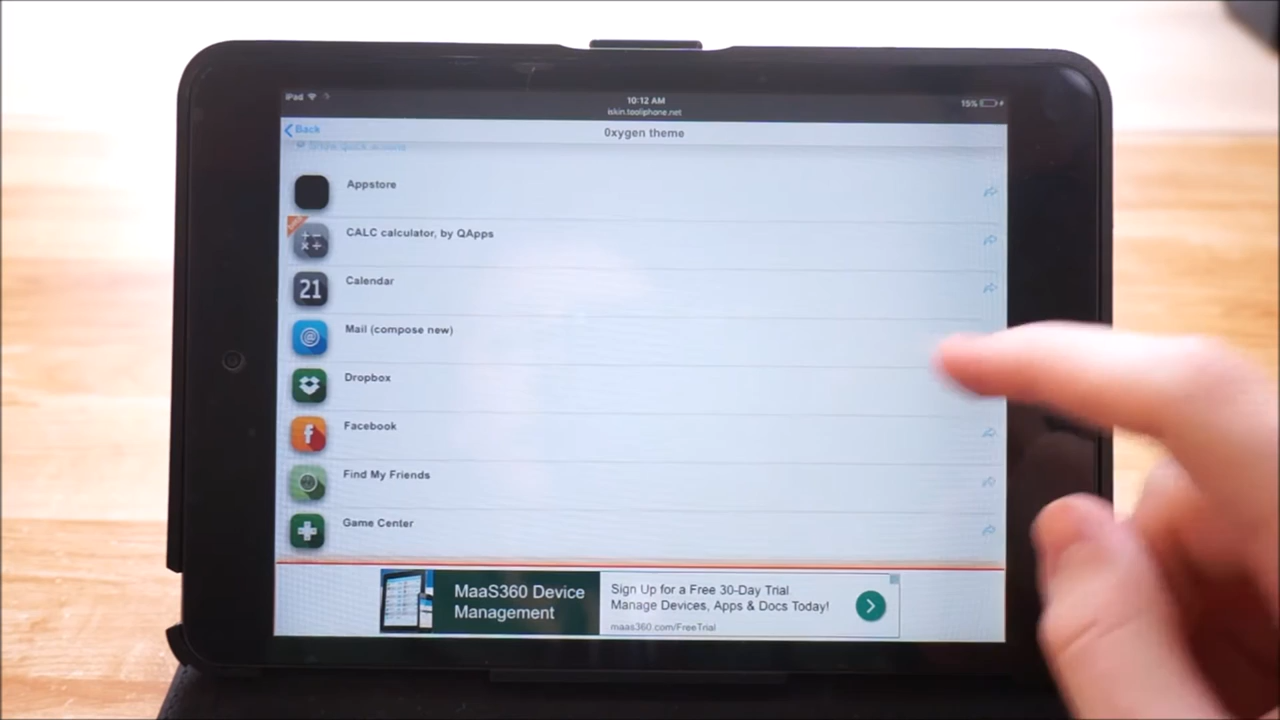 iPad
10:12 AM
15%
iskin.tooliphone.net
Back
0xygen theme
Appstore
CALC calculator, by QApps
21
Calendar
Mail (compose new)
Dropbox
f
Facebook
Find My Friends
Game Center
MaaS360 Device
Management
Sign Up for a Free 30-Day Trial
Manage Devices, Apps & Docs Today!
maas360.com/FreeTrial